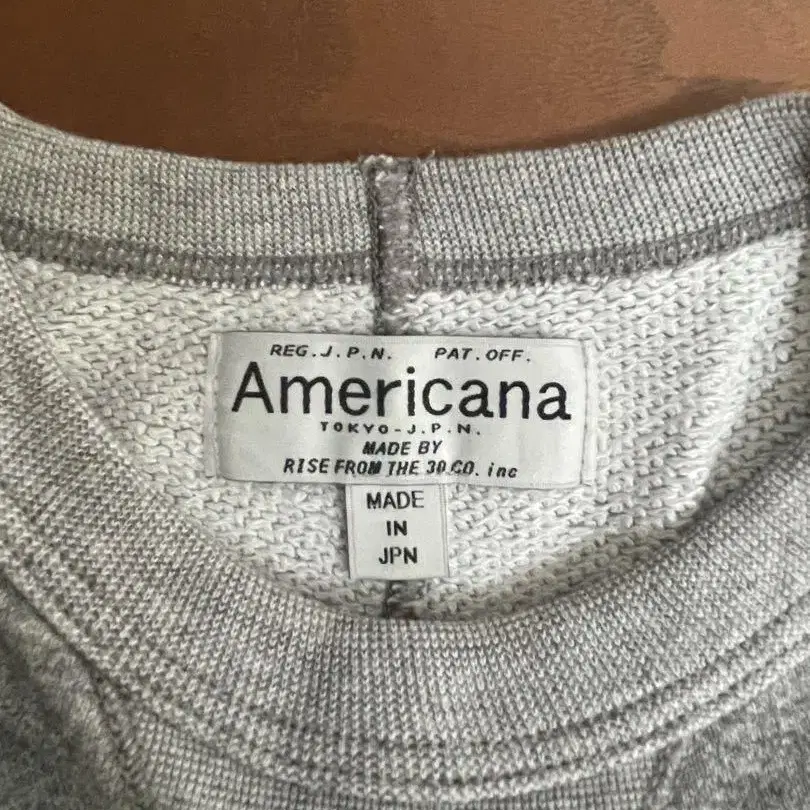 REG. J. P. N. PAT. OFF.
Americana
TOKYO-J.P.N.
MADE BY
RISE FROM THE 30 CO. inc
MADE
IN
JPN